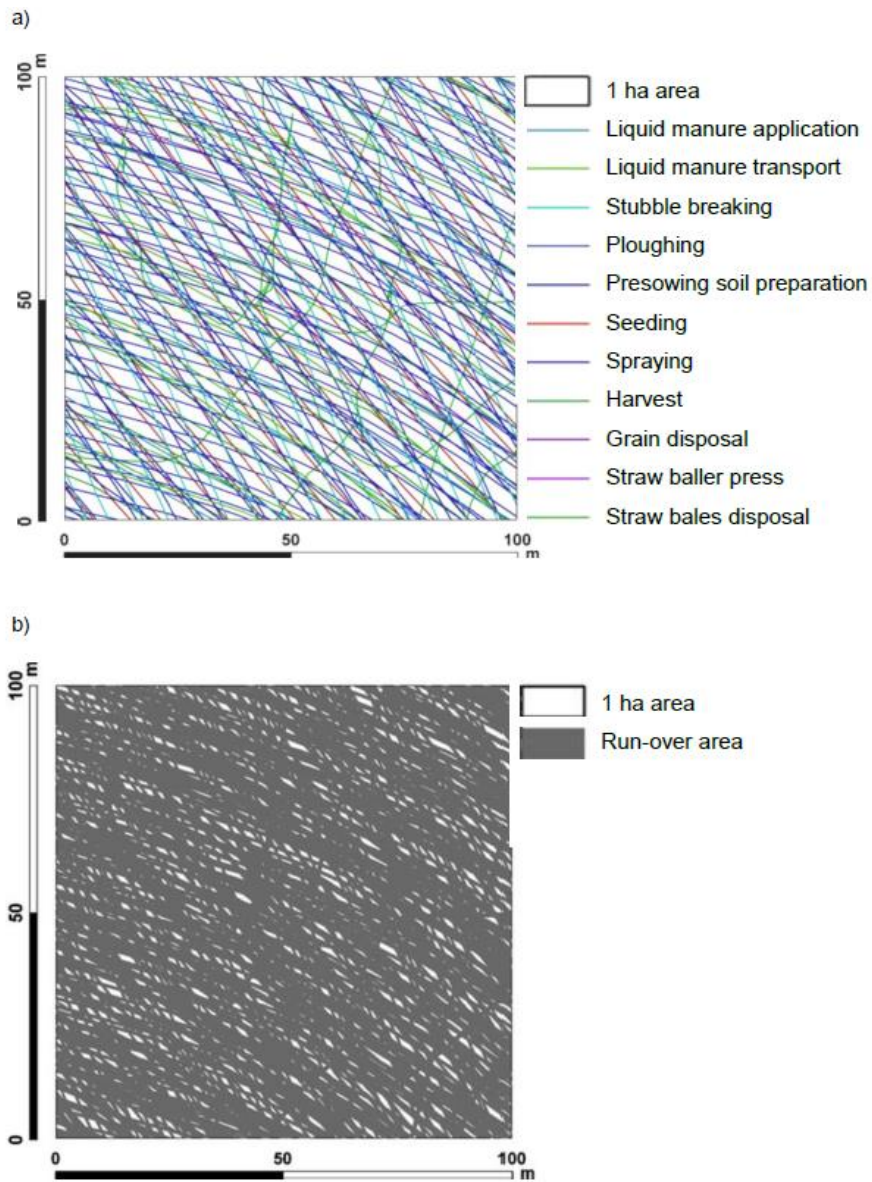 a)
100 m
50
0
0 50 100
m
1 ha area
Liquid manure application
Liquid manure transport
Stubble breaking
Ploughing
Presowing soil preparation
Seeding
Spraying
Harvest
Grain disposal
Straw baller press
Straw bales disposal
b)
100 m
50
0
0 50 100
m
1 ha area
Run-over area